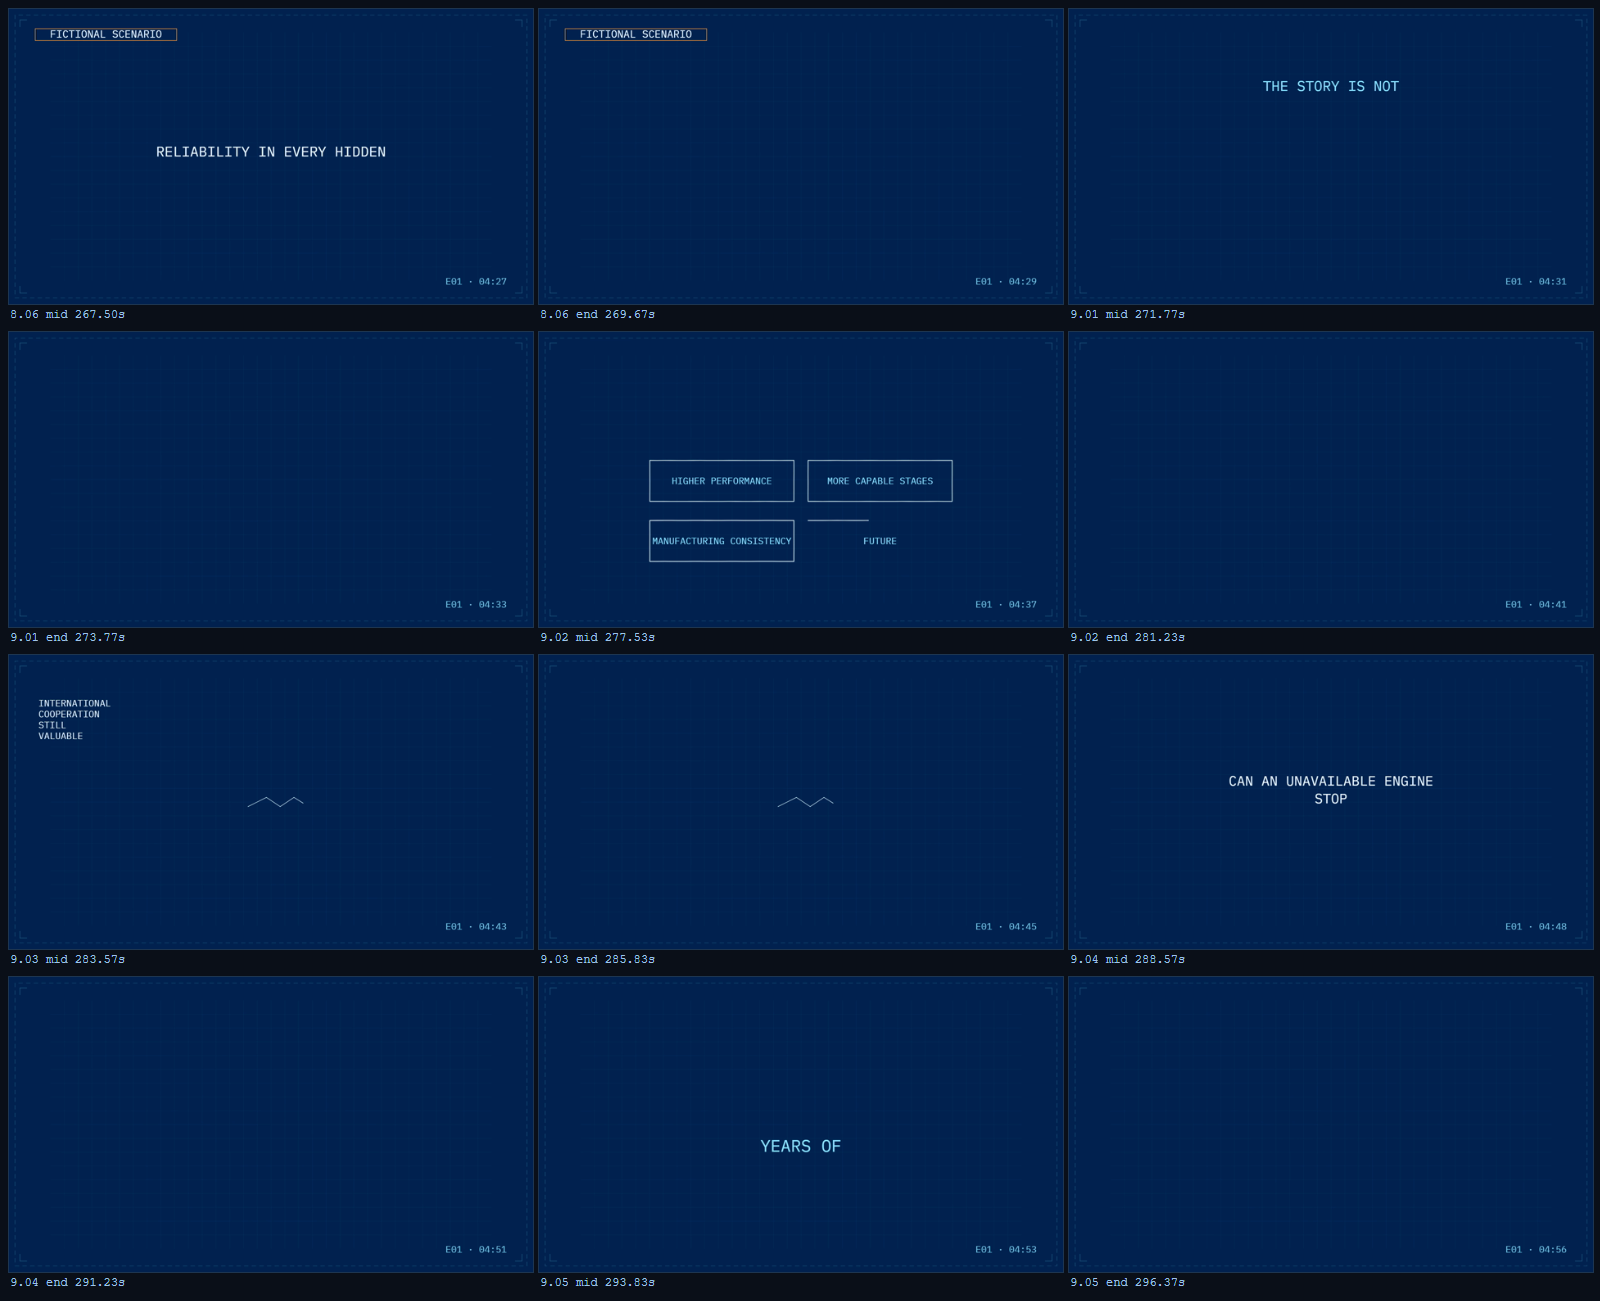 FICTIONAL SCENARIO
RELIABILITY IN EVERY HIDDEN
E01 · 04:27
8.06 mid 267.50s
FICTIONAL SCENARIO
E01 · 04:29
8.06 end 269.67s
THE STORY IS NOT
E01 · 04:31
9.01 mid 271.77s
E01 · 04:33
9.01 end 273.77s
HIGHER PERFORMANCE
MORE CAPABLE STAGES
MANUFACTURING CONSISTENCY
FUTURE
E01 · 04:37
9.02 mid 277.53s
E01 · 04:41
9.02 end 281.23s
INTERNATIONAL
COOPERATION
STILL
VALUABLE
E01 · 04:43
9.03 mid 283.57s
E01 · 04:45
9.03 end 285.83s
CAN AN UNAVAILABLE ENGINE
STOP
E01 · 04:48
9.04 mid 288.57s
E01 · 04:51
9.04 end 291.23s
YEARS OF
E01 · 04:53
9.05 mid 293.83s
E01 · 04:56
9.05 end 296.37s